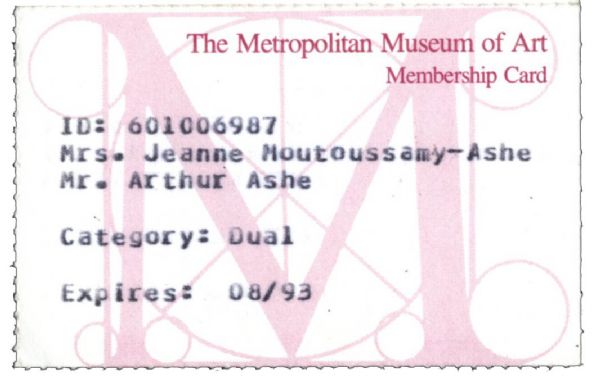 The Metropolitan Museum of Art
Membership Card
ID: 601006987
Mrs. Jeanne Moutoussamy-Ashe
Mr. Arthur Ashe
Category: Dual
Expires: 08/93